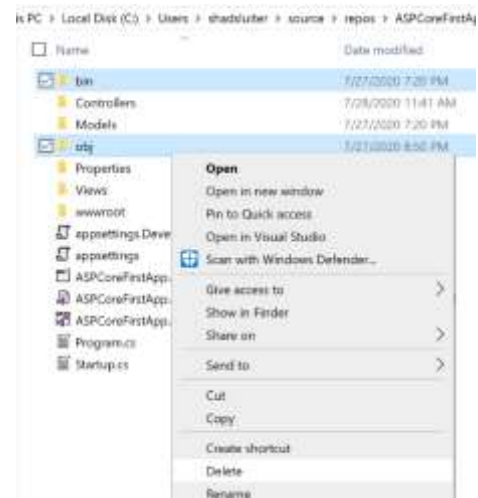 is PC > Local Disk (C:) > Users > shadsluiter > source > repos > ASPCoreFirstAp
Name Date modified
bin 7/27/2020 7:20 PM
Controllers 7/28/2020 11:41 AM
Models 7/27/2020 7:20 PM
obj 7/27/2020 8:50 PM
Properties
Views
wwwroot
appsettings.Deve
appsettings
ASPCoreFirstApp.
ASPCoreFirstApp.
ASPCoreFirstApp.
Program.cs
Startup.cs
Open
Open in new window
Pin to Quick access
Open in Visual Studio
Scan with Windows Defender...
Give access to >
Show in Finder
Share on >
Send to >
Cut
Copy
Create shortcut
Delete
Rename